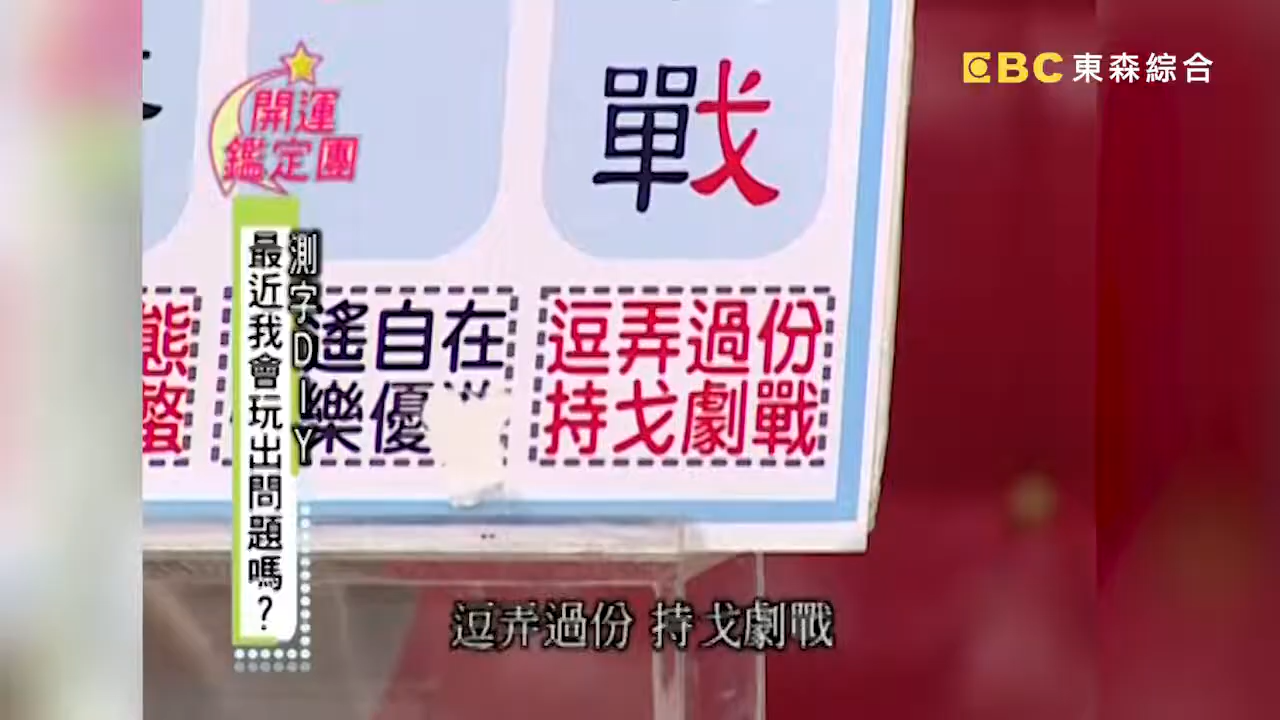 EBC 東森綜合
開運
鑑定團
測字DIY
最近我會玩出問題嗎？
戰
態
螫
遙自在
樂優
逗弄過份
持戈劇戰
逗弄過份 持戈劇戰